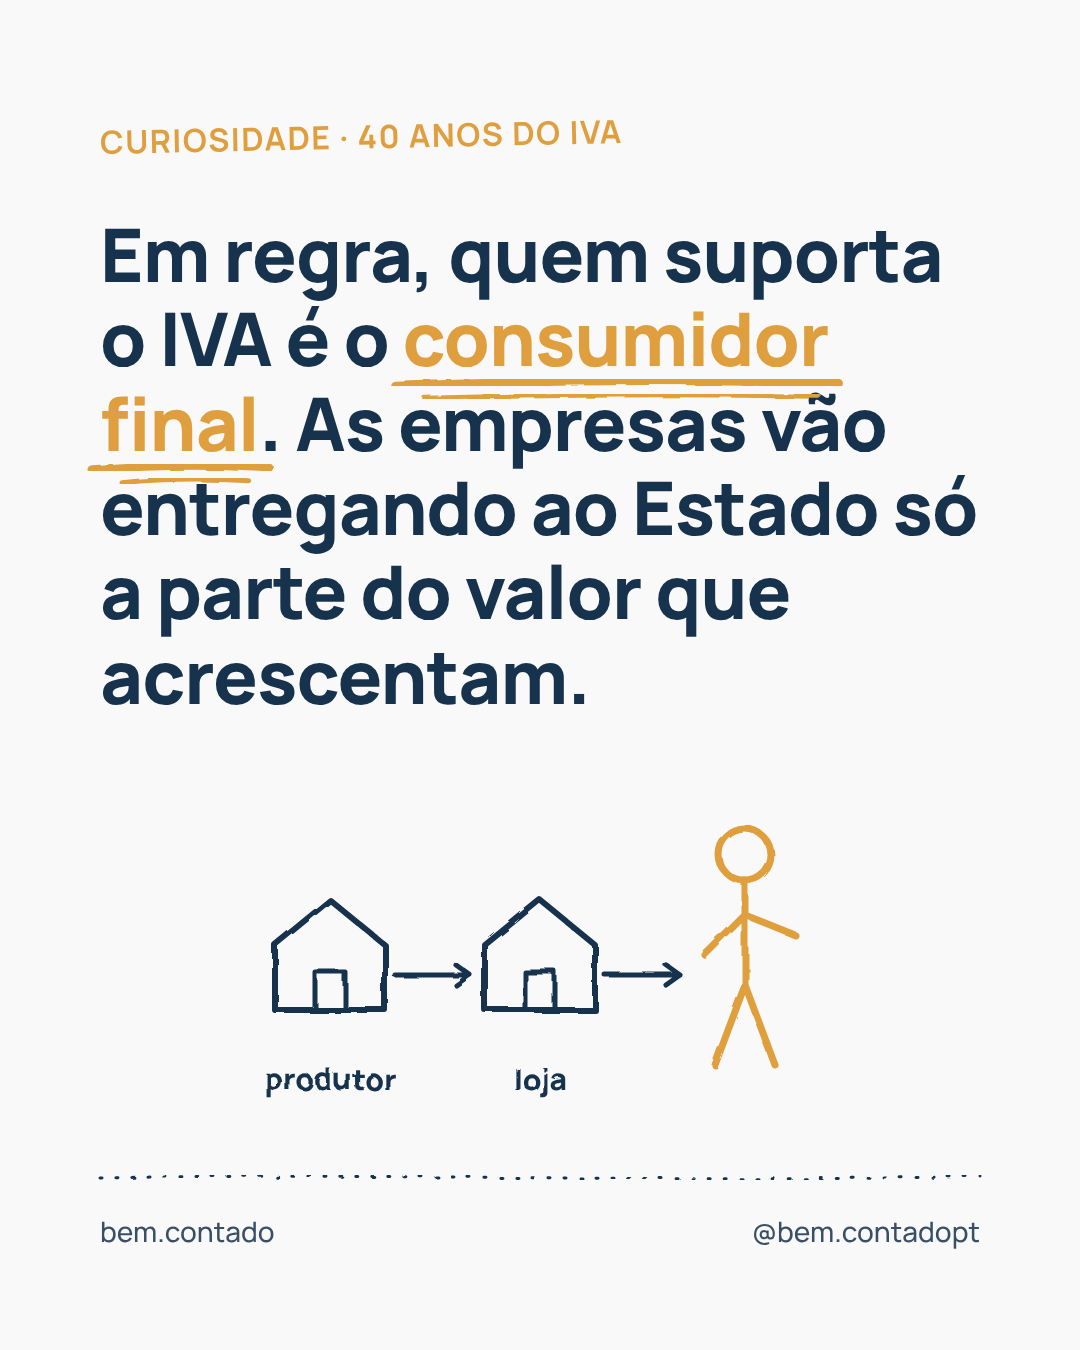 CURIOSIDADE · 40 ANOS DO IVA
Em regra, quem suporta
o IVA é o consumidor
final. As empresas vão
entregando ao Estado só
a parte do valor que
acrescentam.
produtor
loja
bem.contado
@bem.contadopt